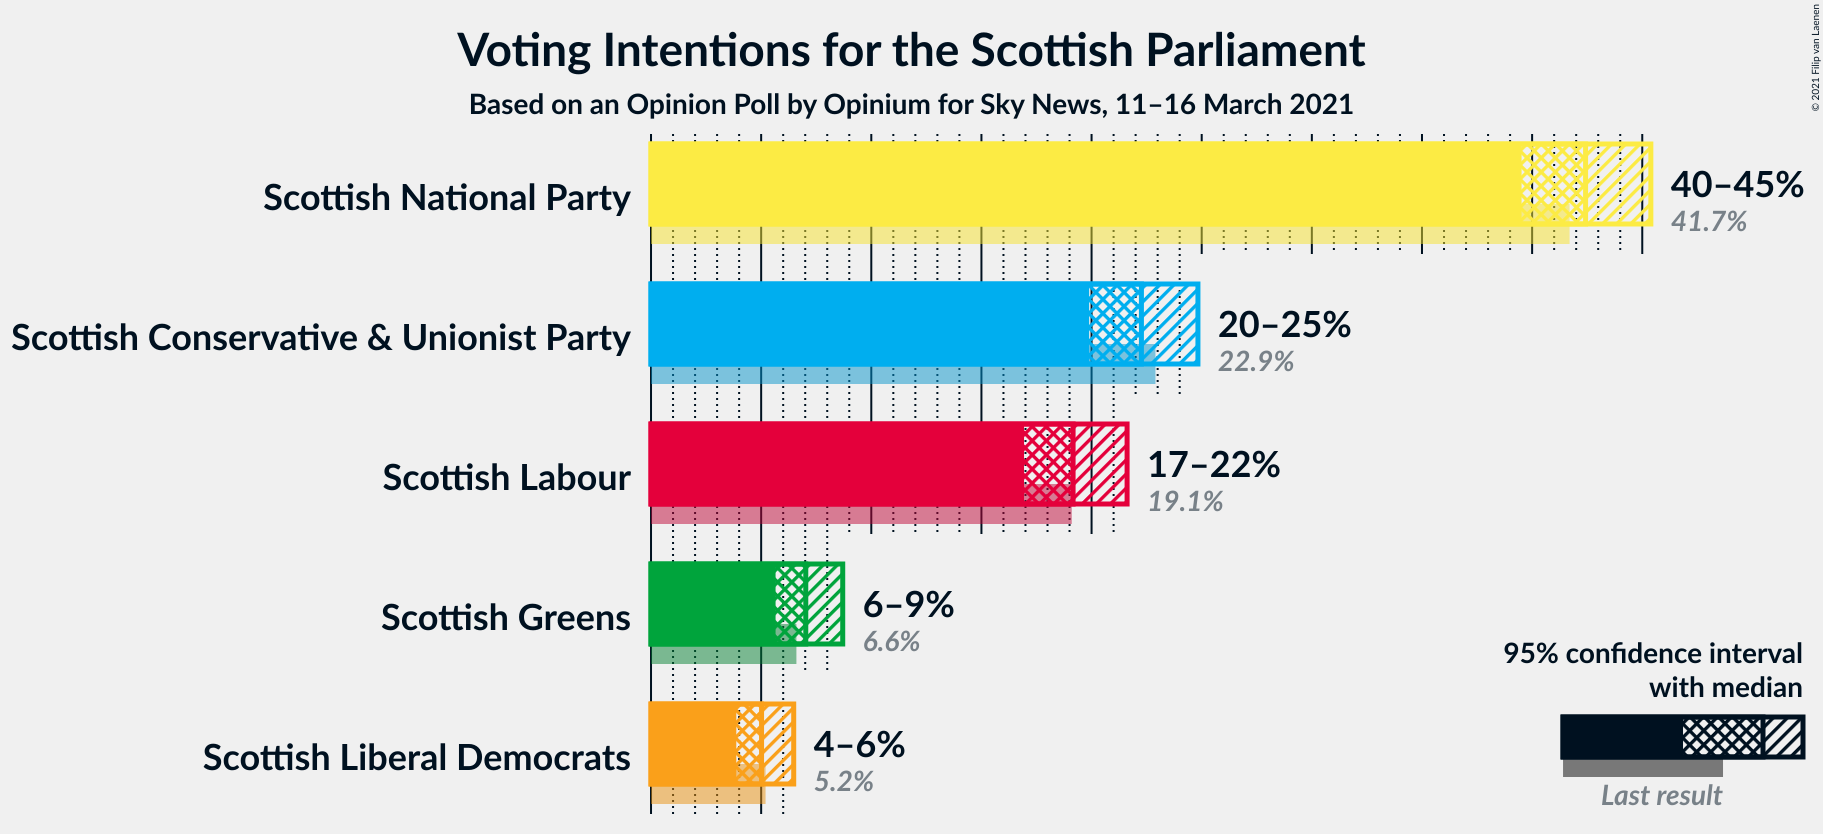 Voting Intentions for the Scottish Parliament
Based on an Opinion Poll by Opinium for Sky News, 11–16 March 2021
© 2021 Filip van Laenen
Scottish National Party
40–45%
41.7%
Scottish Conservative & Unionist Party
20–25%
22.9%
Scottish Labour
17–22%
19.1%
Scottish Greens
6–9%
6.6%
Scottish Liberal Democrats
4–6%
5.2%
95% confidence interval
with median
Last result